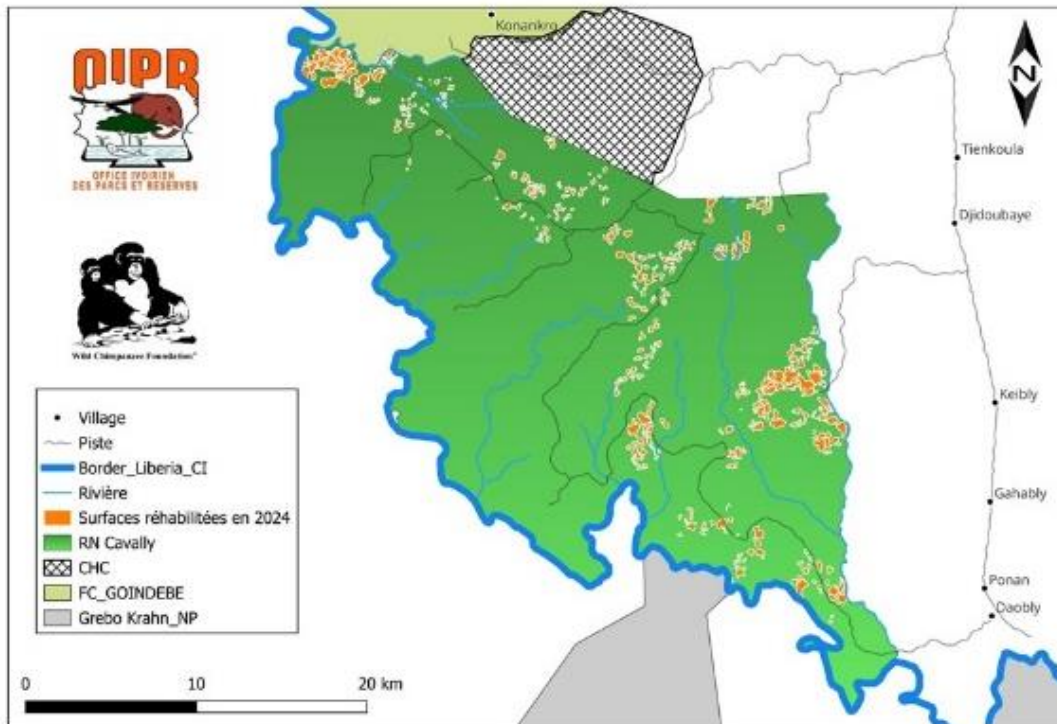 Konankro
OIPR
OFFICE IVOIRIEN
DES PARCS ET RESERVES
N
Tienkoula
Djidoubaye
Wild Chimpanzee Foundation
Village
Piste
Border_Liberia_CI
Rivière
Surfaces réhabilitées en 2024
RN Cavally
CHC
FC_GOINDEBE
Grebo Krahn_NP
Keibly
Gahably
Ponan
Daobly
0 10 20 km